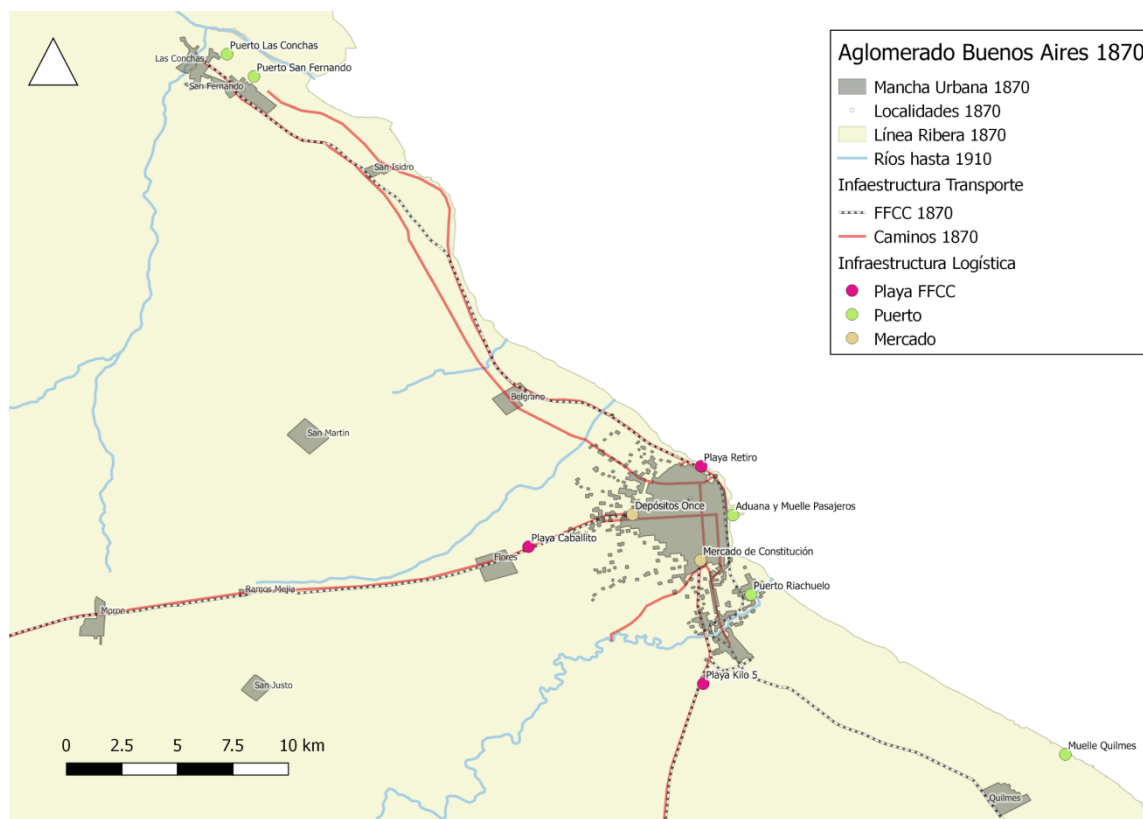 Aglomerado Buenos Aires 1870
Mancha Urbana 1870
Localidades 1870
Línea Ribera 1870
Ríos hasta 1910
Infaestructura Transporte
FFCC 1870
Caminos 1870
Infraestructura Logística
Playa FFCC
Puerto
Mercado
Puerto Las Conchas
Las Conchas
Puerto San Fernando
San Fernando
San Isidro
Belgrano
San Martin
Playa Retiro
Depósitos Once
Aduana y Muelle Pasajeros
Playa Caballito
Mercado de Constitución
Flores
Ramos Mejia
Puerto Riachuelo
Moron
Playa Kilo 5
San Justo
0 2.5 5 7.5 10 km
Muelle Quilmes
Quilmes